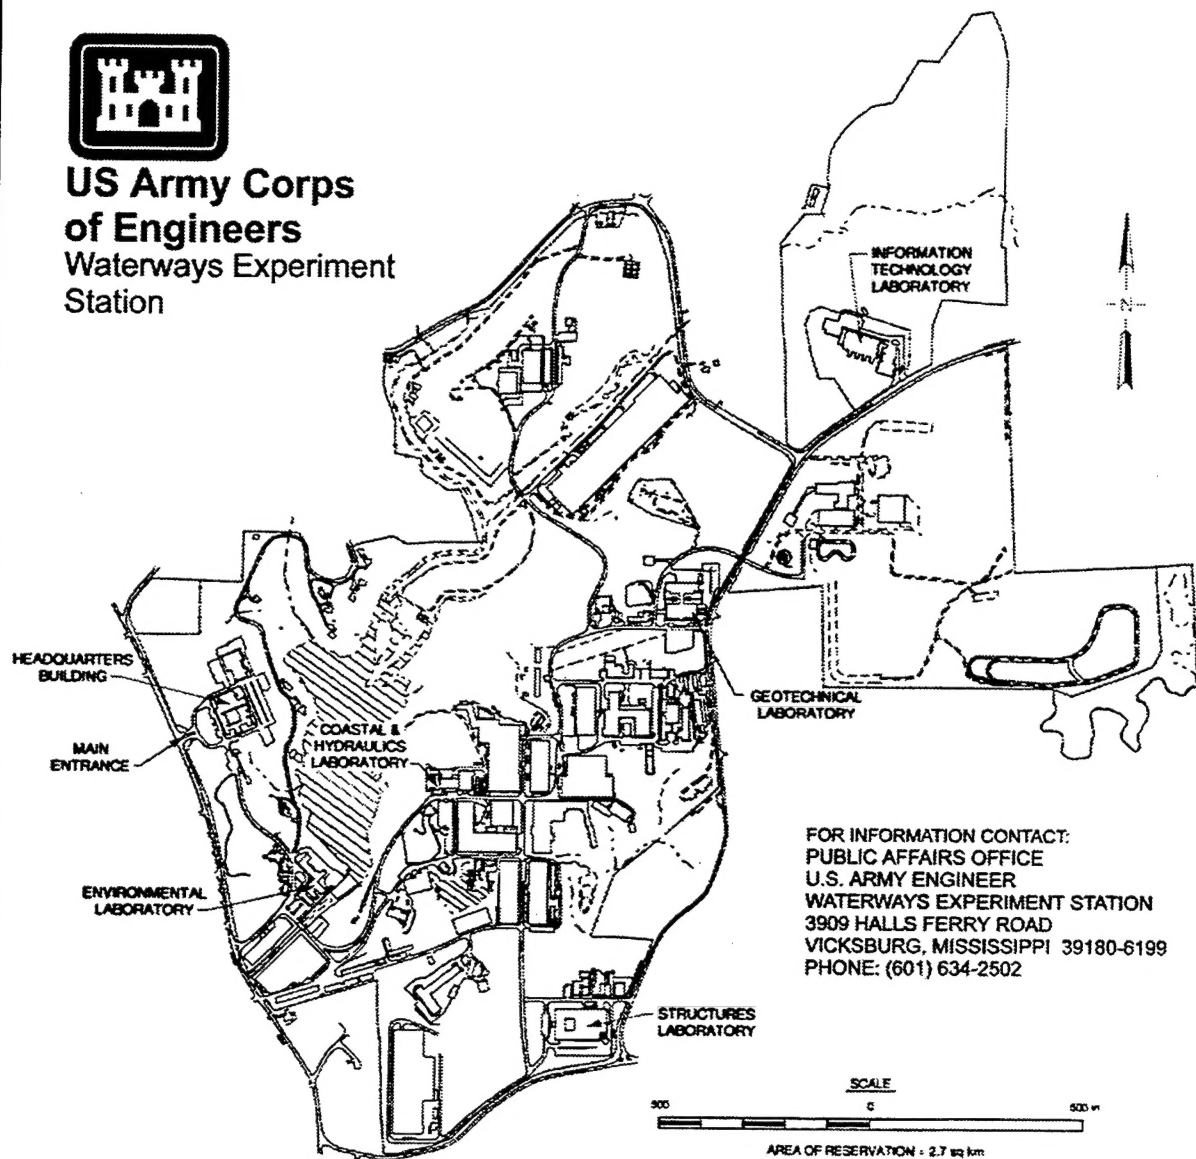 US Army Corps
of Engineers
Waterways Experiment
Station
INFORMATION
TECHNOLOGY
LABORATORY
N
HEADQUARTERS
BUILDING
GEOTECHNICAL
LABORATORY
MAIN
ENTRANCE
COASTAL &
HYDRAULICS
LABORATORY
ENVIRONMENTAL
LABORATORY
FOR INFORMATION CONTACT:
PUBLIC AFFAIRS OFFICE
U.S. ARMY ENGINEER
WATERWAYS EXPERIMENT STATION
3909 HALLS FERRY ROAD
VICKSBURG, MISSISSIPPI 39180-6199
PHONE: (601) 634-2502
STRUCTURES
LABORATORY
SCALE
500 0 500 m
AREA OF RESERVATION = 2.7 sq km